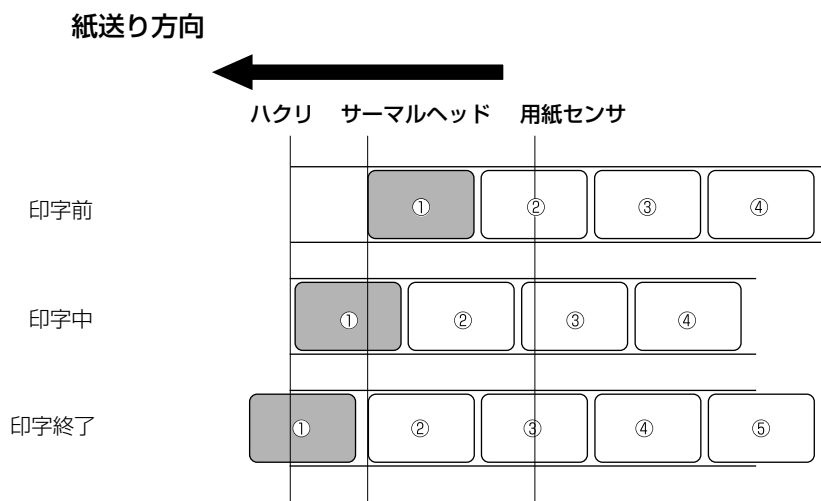 紙送り方向
ハクリ サーマルヘッド 用紙センサ
印字前 ① ② ③ ④
印字中 ① ② ③ ④
印字終了 ① ② ③ ④ ⑤